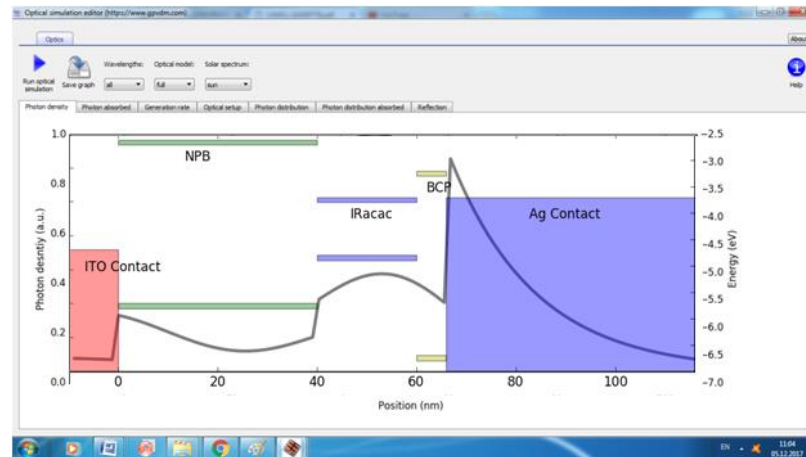 Optical simulation editor (https://www.gpvdm.com)
Optics
About
Run optical simulation
Save graph
Wavelengths:
all
Optical model:
full
Solar spectrum:
sun
Help
Photon density
Photon absorbed
Generation rate
Optical setup
Photon distribution
Photon distribution absorbed
Reflection
1.0
0.8
0.6
0.4
0.2
0.0
Photon desntiy (a.u.)
NPB
BCP
IRacac
Ag Contact
ITO Contact
-2.5
-3.0
-3.5
-4.0
-4.5
-5.0
-5.5
-6.0
-6.5
-7.0
Energy (eV)
0
20
40
60
80
100
Position (nm)
EN
11:04
05.12.2017